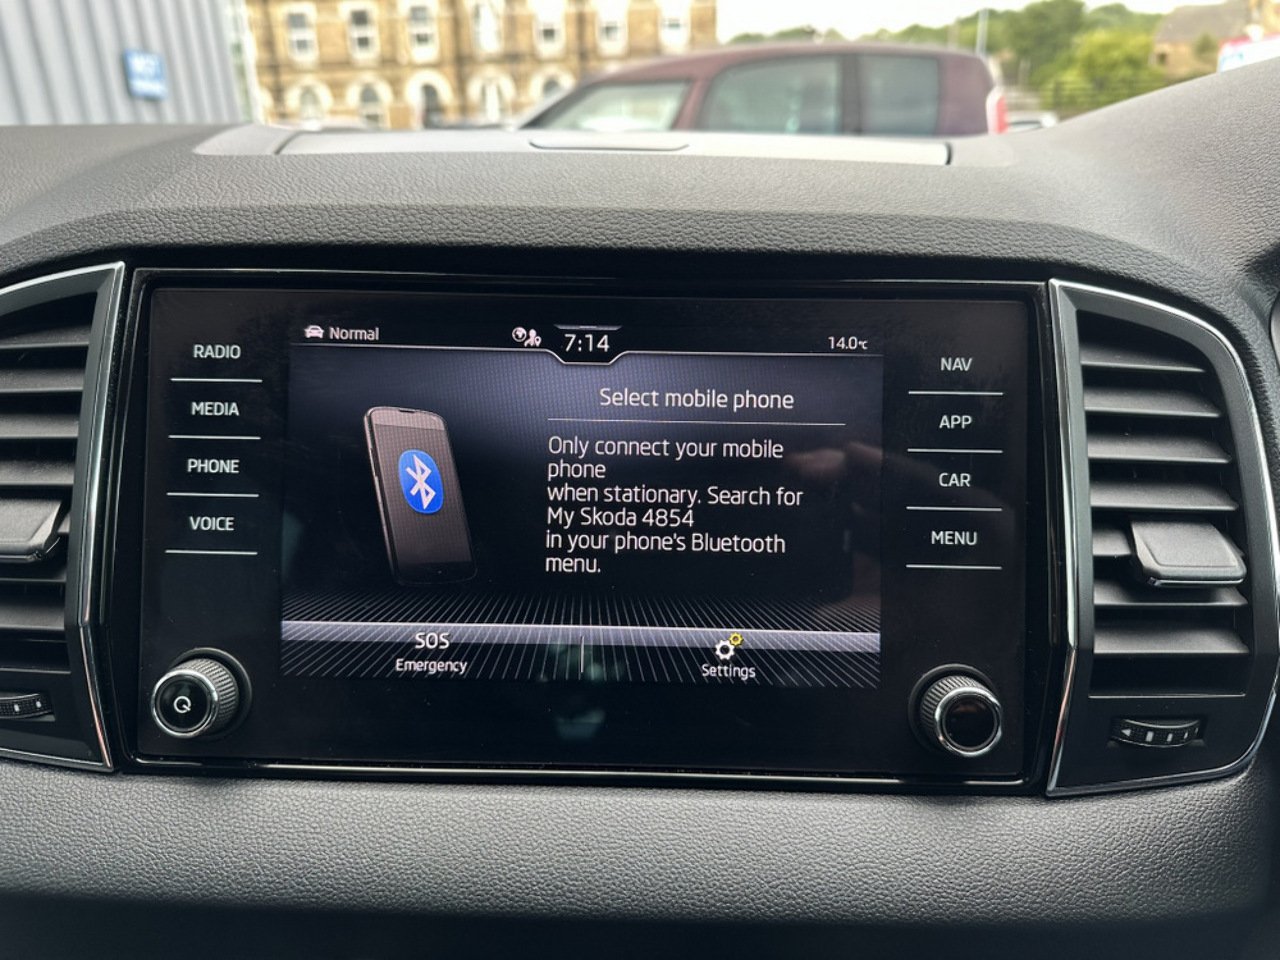 Normal
7:14
14.0°C
RADIO
MEDIA
PHONE
VOICE
Select mobile phone
Only connect your mobile
phone
when stationary. Search for
My Skoda 4854
in your phone's Bluetooth
menu.
SOS
Emergency
Settings
NAV
APP
CAR
MENU